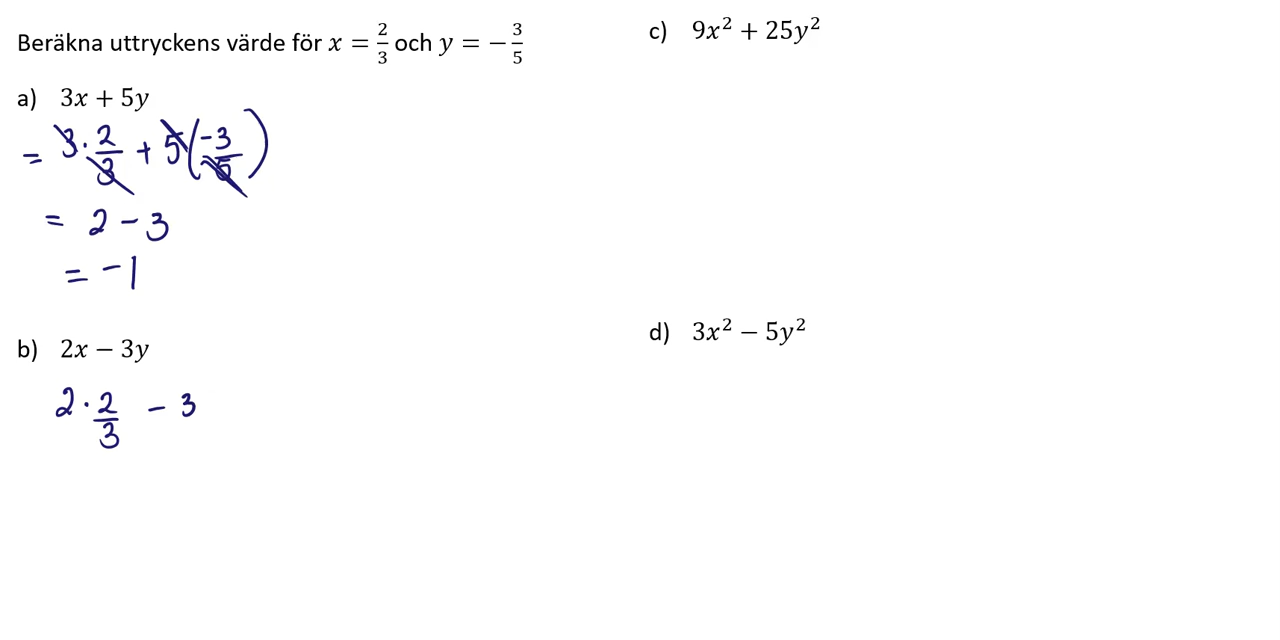 Beräkna uttryckens värde för x = 2/3 och y = −3/5
a) 3x + 5y
= 3 · 2/3 + 5(-3/5)
= 2 - 3
= -1
b) 2x − 3y
2 · 2/3 - 3
c) 9x² + 25y²
d) 3x² − 5y²